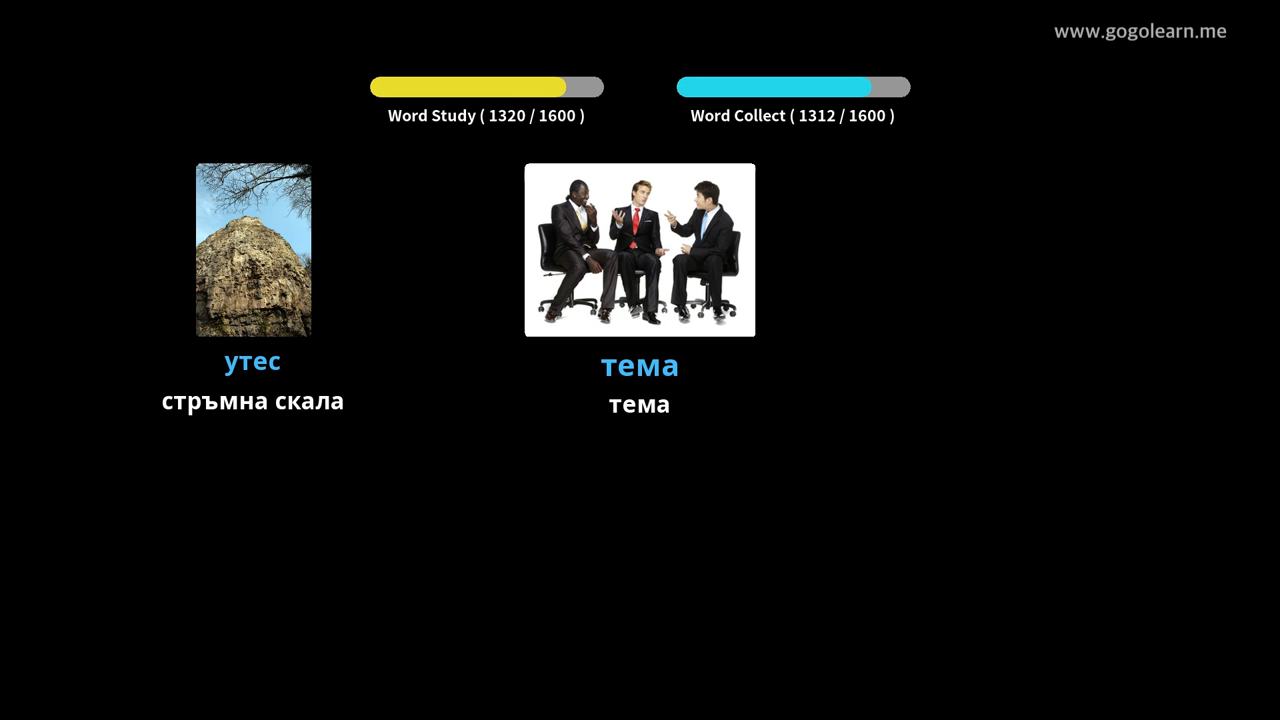 www.gogolearn.me
Word Study ( 1320 / 1600 )
Word Collect ( 1312 / 1600 )
утес
стръмна скала
тема
тема